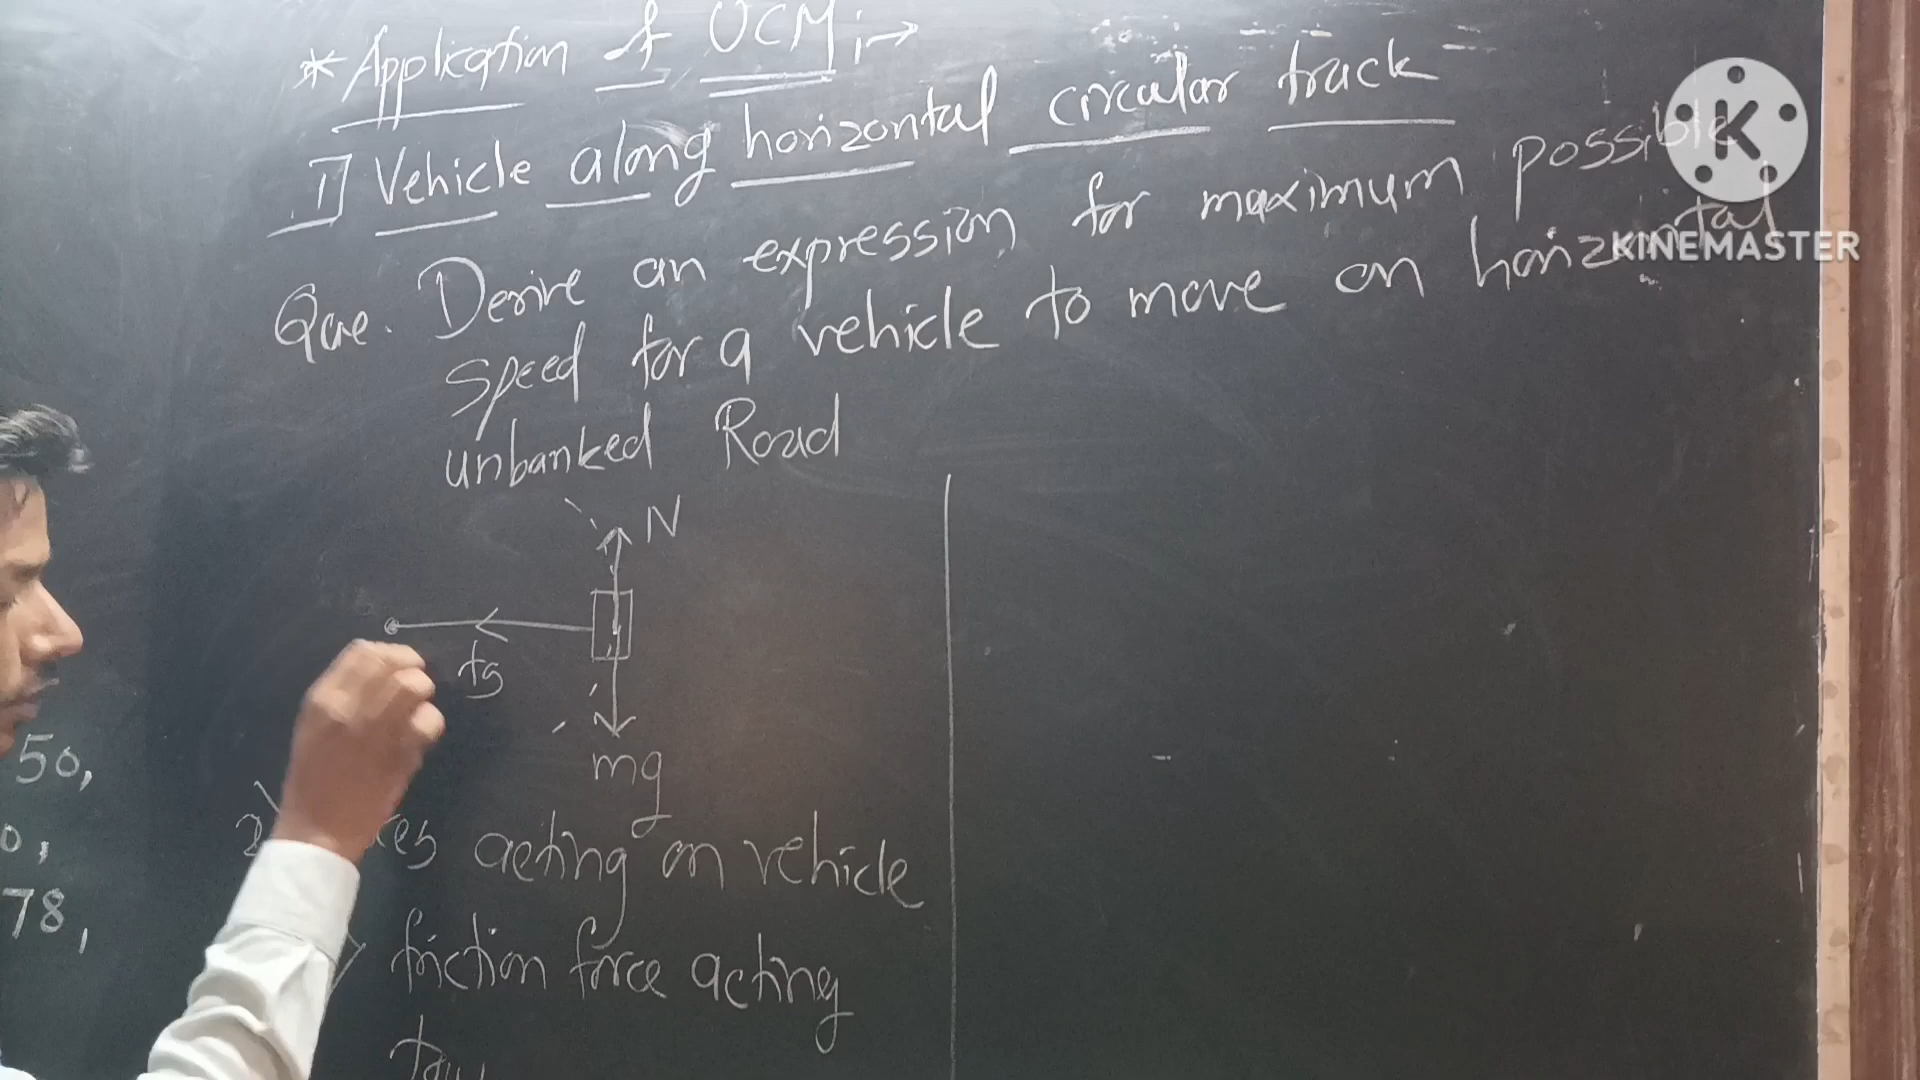 * Application of UCM :→
I] Vehicle along horizontal circular track
Que. Derive an expression for maximum possible
speed for a vehicle to move on horizontal
unbanked Road
N
fs
mg
acting on vehicle
friction force acting
50,
0,
78,
K
KINEMASTER